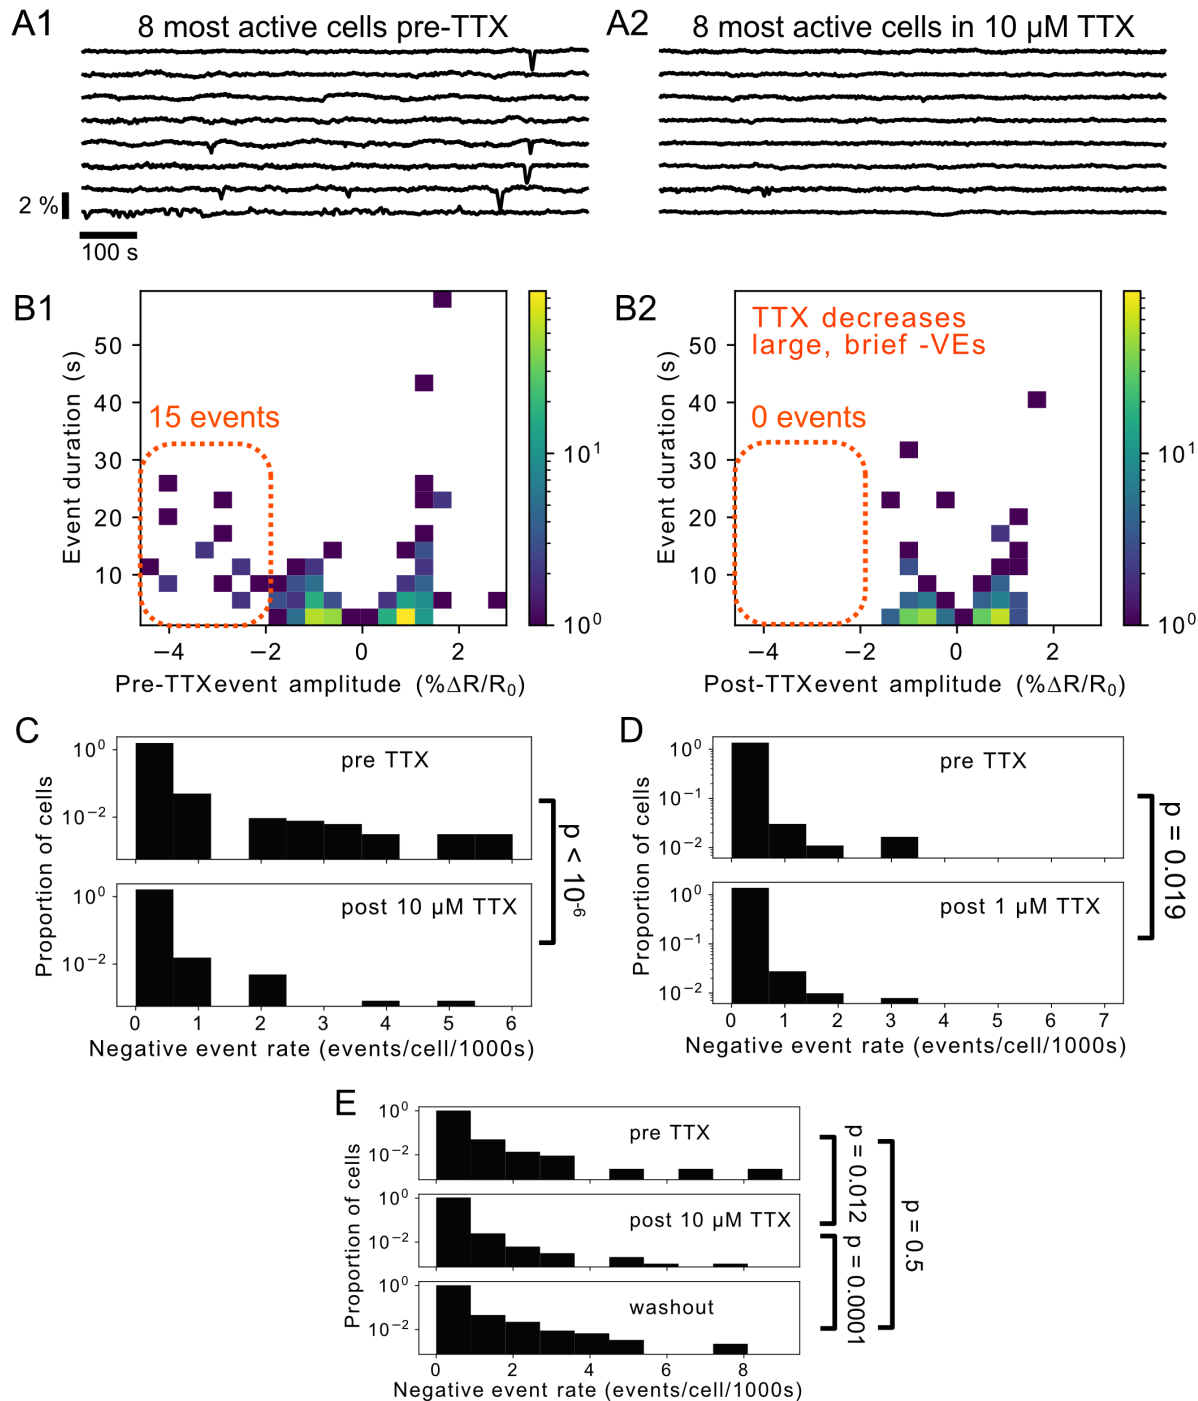 A1
8 most active cells pre-TTX
A2
8 most active cells in 10 µM TTX
2 %
100 s
B1
Event duration (s)
50
40
30
20
10
15 events
10¹
10⁰
−4
−2
0
2
Pre-TTXevent amplitude (%ΔR/R₀)
B2
Event duration (s)
50
40
30
20
10
TTX decreases
large, brief -VEs
0 events
10¹
10⁰
−4
−2
0
2
Post-TTXevent amplitude (%ΔR/R₀)
C
Proportion of cells
10⁰
10⁻²
pre TTX
10⁰
10⁻²
post 10 µM TTX
p < 10⁻⁶
0
1
2
3
4
5
6
Negative event rate (events/cell/1000s)
D
Proportion of cells
10⁰
10⁻¹
10⁻²
pre TTX
10⁰
10⁻¹
10⁻²
post 1 µM TTX
p = 0.019
0
1
2
3
4
5
6
7
Negative event rate (events/cell/1000s)
E
Proportion of cells
10⁰
10⁻²
pre TTX
10⁰
10⁻²
post 10 µM TTX
10⁰
10⁻²
washout
p = 0.012
p = 0.0001
p = 0.5
0
2
4
6
8
Negative event rate (events/cell/1000s)